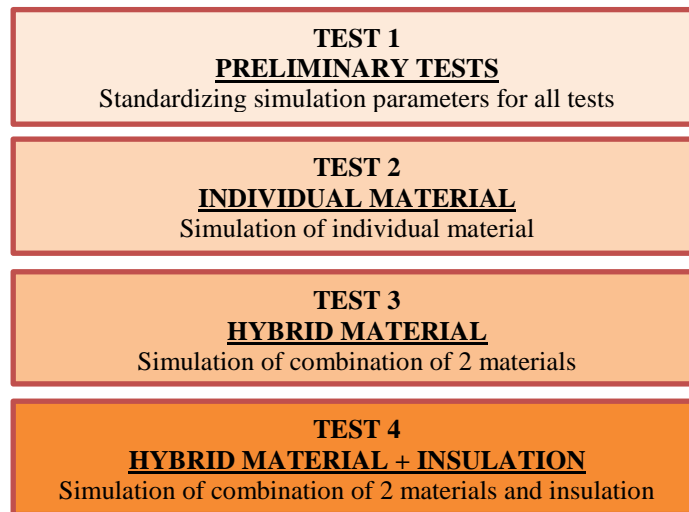 TEST 1
PRELIMINARY TESTS
Standardizing simulation parameters for all tests
TEST 2
INDIVIDUAL MATERIAL
Simulation of individual material
TEST 3
HYBRID MATERIAL
Simulation of combination of 2 materials
TEST 4
HYBRID MATERIAL + INSULATION
Simulation of combination of 2 materials and insulation